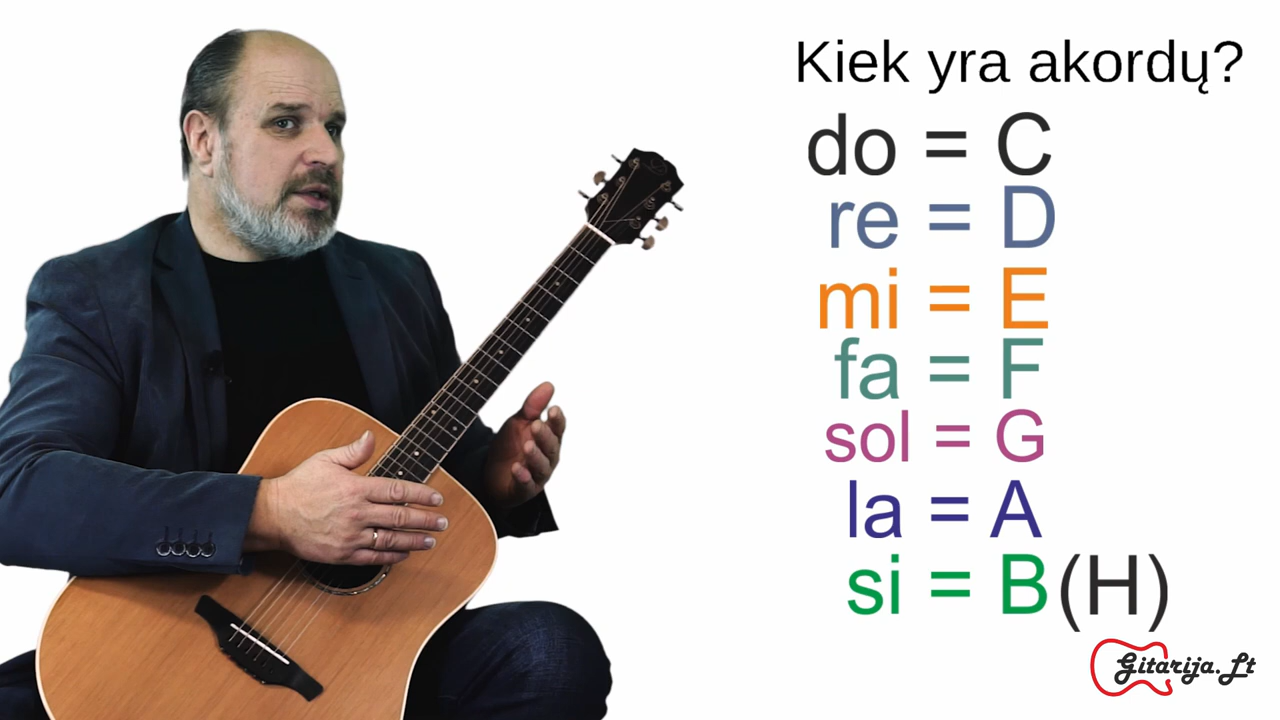 Kiek yra akordų?
do = C
re = D
mi = E
fa = F
sol = G
la = A
si = B (H)
Gitarija.Lt